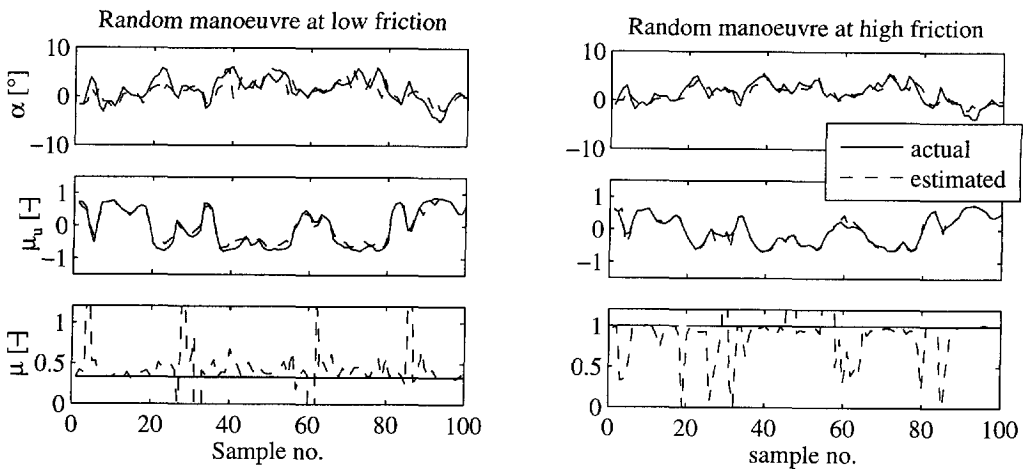 Random manoeuvre at low friction
10
0
−10
α [°]
1
0
−1
μu [-]
1
0.5
0
μ [-]
0 20 40 60 80 100
Sample no.
Random manoeuvre at high friction
10
0
−10
actual
estimated
1
0
−1
1
0.5
0
0 20 40 60 80 100
sample no.